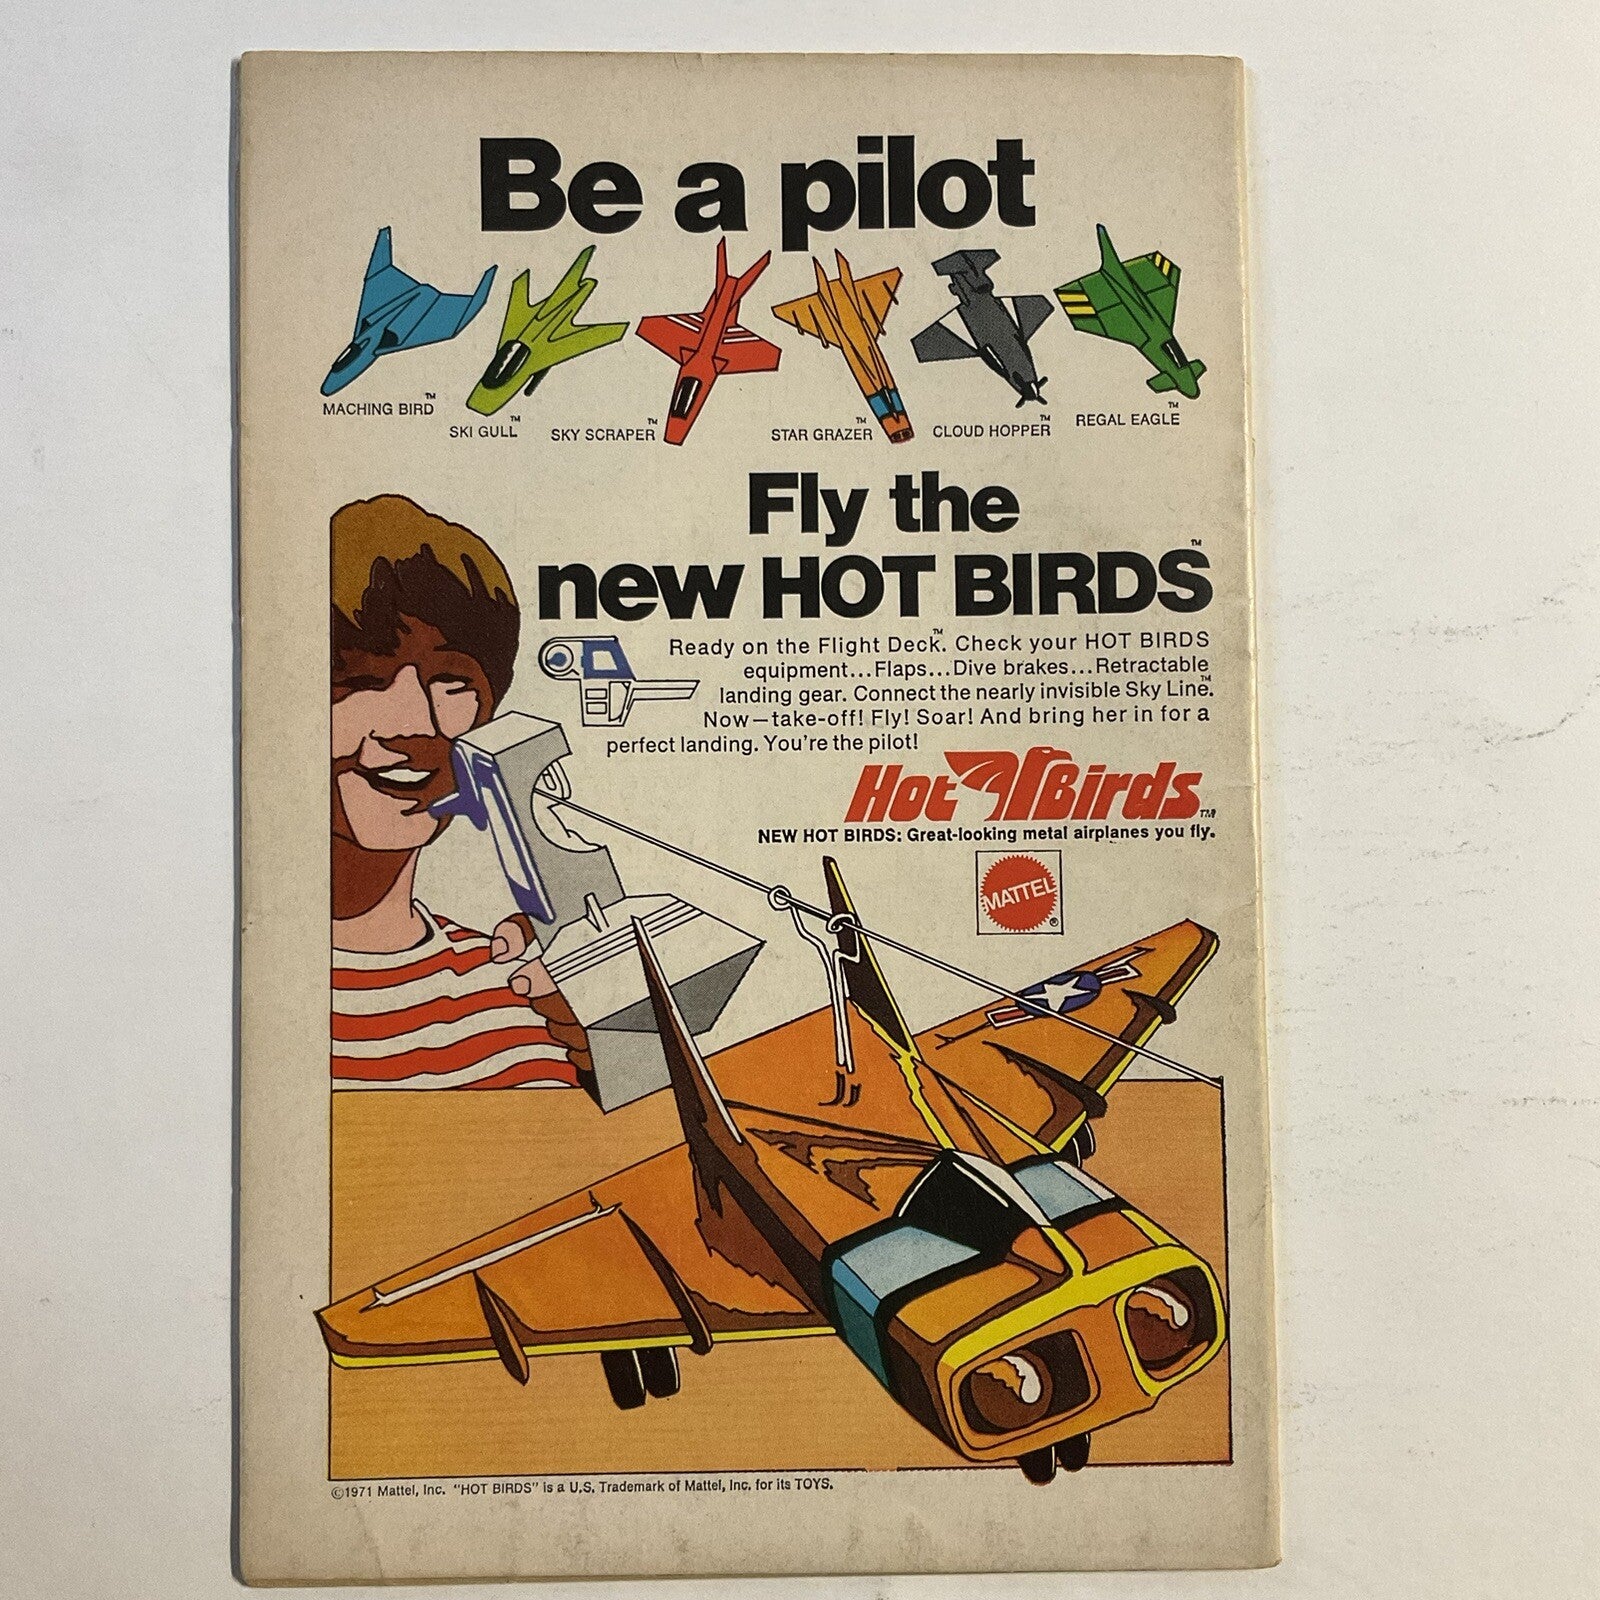 Be a pilot
MACHING BIRD™
SKI GULL™
SKY SCRAPER™
STAR GRAZER™
CLOUD HOPPER™
REGAL EAGLE™
Fly the
new HOT BIRDS™
Ready on the Flight Deck™. Check your HOT BIRDS
equipment...Flaps...Dive brakes...Retractable
landing gear. Connect the nearly invisible Sky Line™.
Now—take-off! Fly! Soar! And bring her in for a
perfect landing. You're the pilot!
Hot Birds™
NEW HOT BIRDS: Great-looking metal airplanes you fly.
MATTEL®
©1971 Mattel, Inc. "HOT BIRDS" is a U.S. Trademark of Mattel, Inc. for its TOYS.